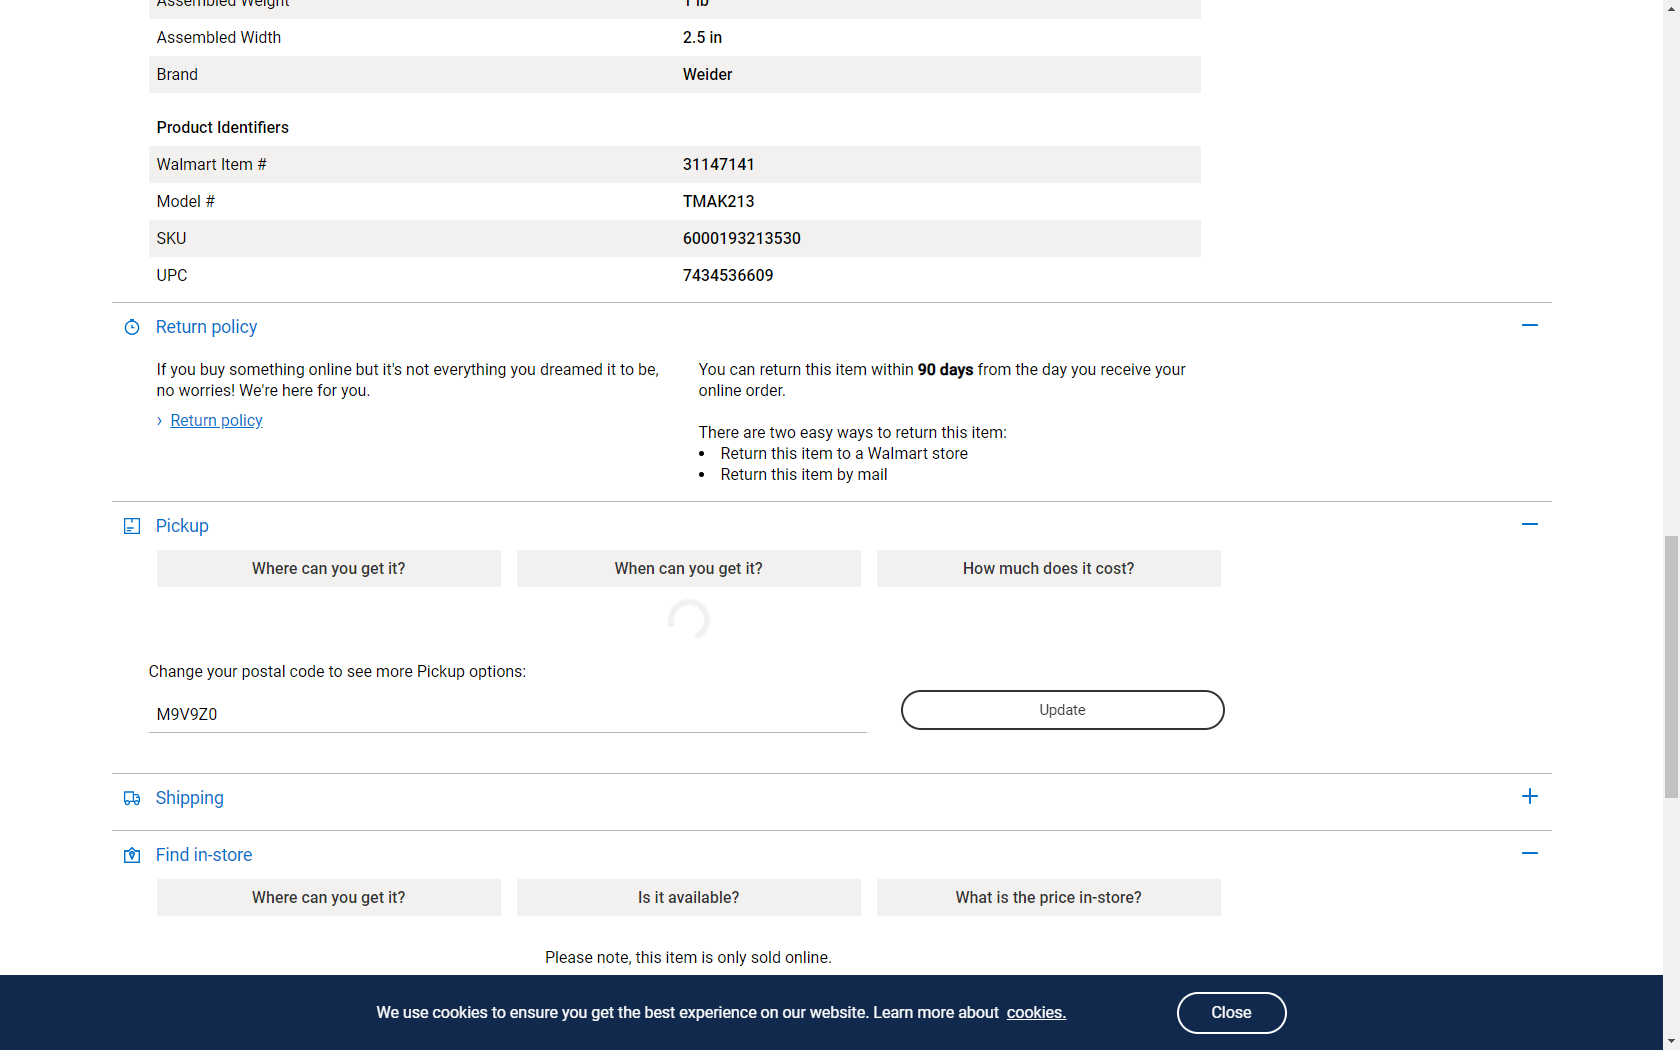 Assembled Weight 1 lb
Assembled Width 2.5 in
Brand Weider
Product Identifiers
Walmart Item # 31147141
Model # TMAK213
SKU 6000193213530
UPC 7434536609
Return policy
If you buy something online but it's not everything you dreamed it to be,
no worries! We're here for you.
› Return policy
You can return this item within 90 days from the day you receive your
online order.
There are two easy ways to return this item:
• Return this item to a Walmart store
• Return this item by mail
Pickup
Where can you get it? When can you get it? How much does it cost?
Change your postal code to see more Pickup options:
M9V9Z0
Update
Shipping
Find in-store
Where can you get it? Is it available? What is the price in-store?
Please note, this item is only sold online.
We use cookies to ensure you get the best experience on our website. Learn more about cookies. Close